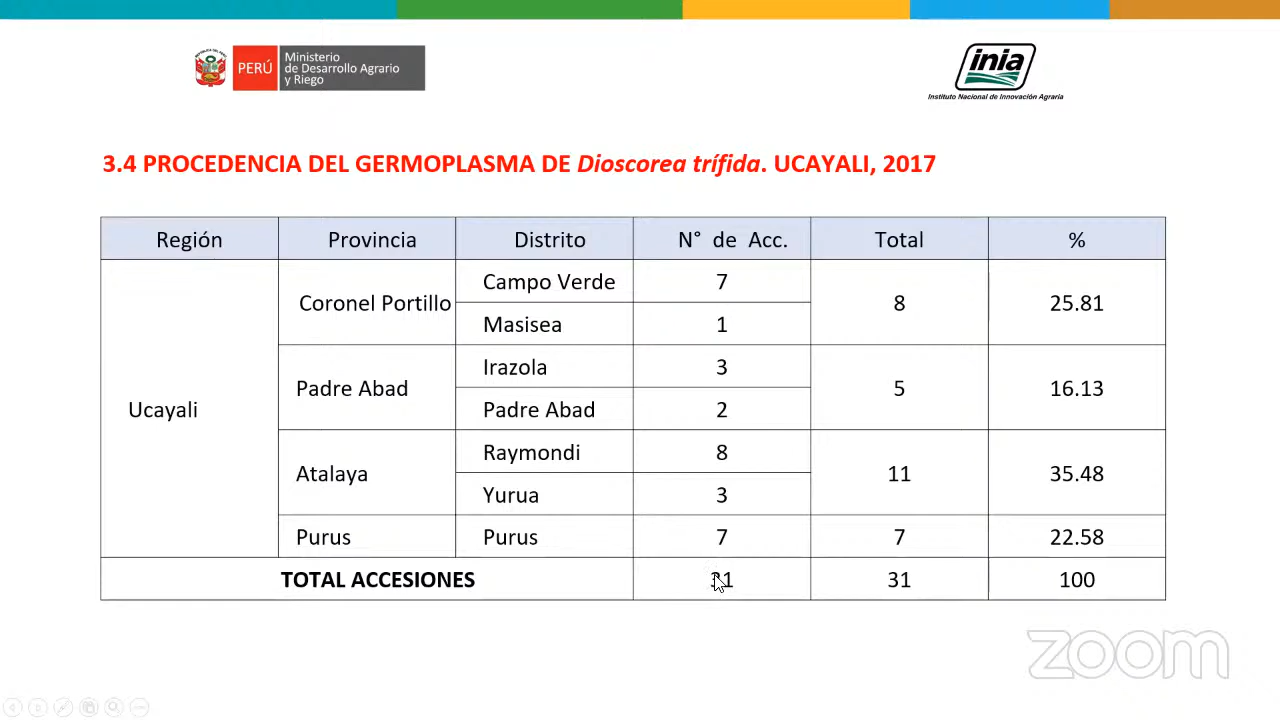 PERÚ
Ministerio
de Desarrollo Agrario
y Riego
inia
Instituto Nacional de Innovación Agraria
3.4 PROCEDENCIA DEL GERMOPLASMA DE Dioscorea trífida. UCAYALI, 2017
Región Provincia Distrito N° de Acc. Total %
Ucayali
Coronel Portillo
Campo Verde 7
Masisea 1
8 25.81
Padre Abad
Irazola 3
Padre Abad 2
5 16.13
Atalaya
Raymondi 8
Yurua 3
11 35.48
Purus Purus 7 7 22.58
TOTAL ACCESIONES 31 31 100
zoom